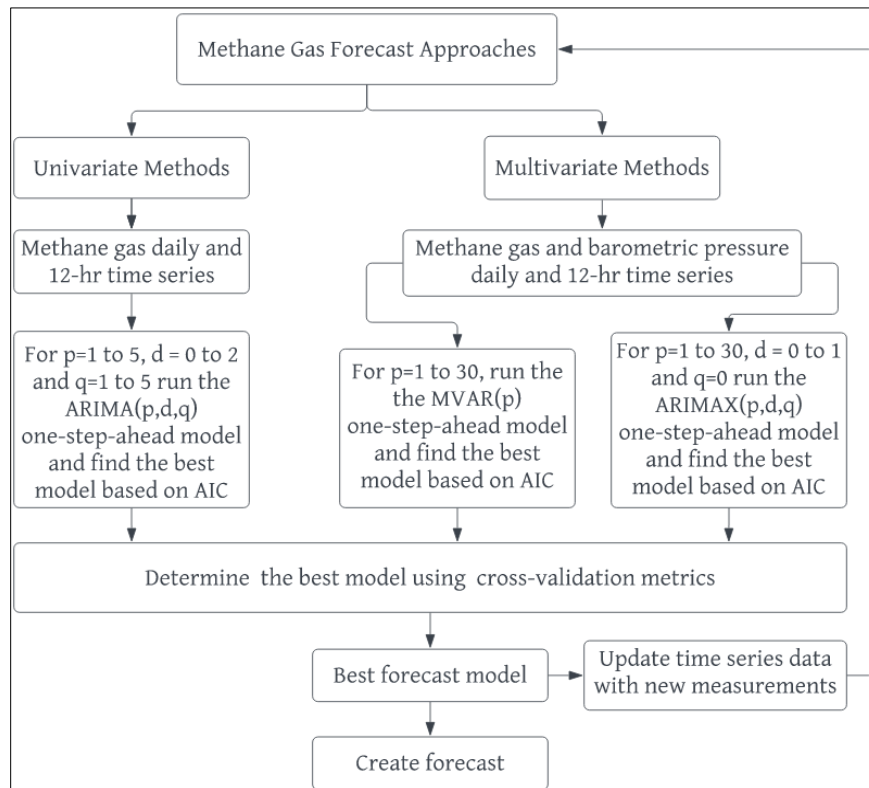 Methane Gas Forecast Approaches
Univariate Methods
Multivariate Methods
Methane gas daily and
12-hr time series
Methane gas and barometric pressure
daily and 12-hr time series
For p=1 to 5, d = 0 to 2
and q=1 to 5 run the
ARIMA(p,d,q)
one-step-ahead model
and find the best
model based on AIC
For p=1 to 30, run the
the MVAR(p)
one-step-ahead model
and find the best
model based on AIC
For p=1 to 30, d = 0 to 1
and q=0 run the
ARIMAX(p,d,q)
one-step-ahead model
and find the best
model based on AIC
Determine the best model using cross-validation metrics
Best forecast model
Update time series data
with new measurements
Create forecast